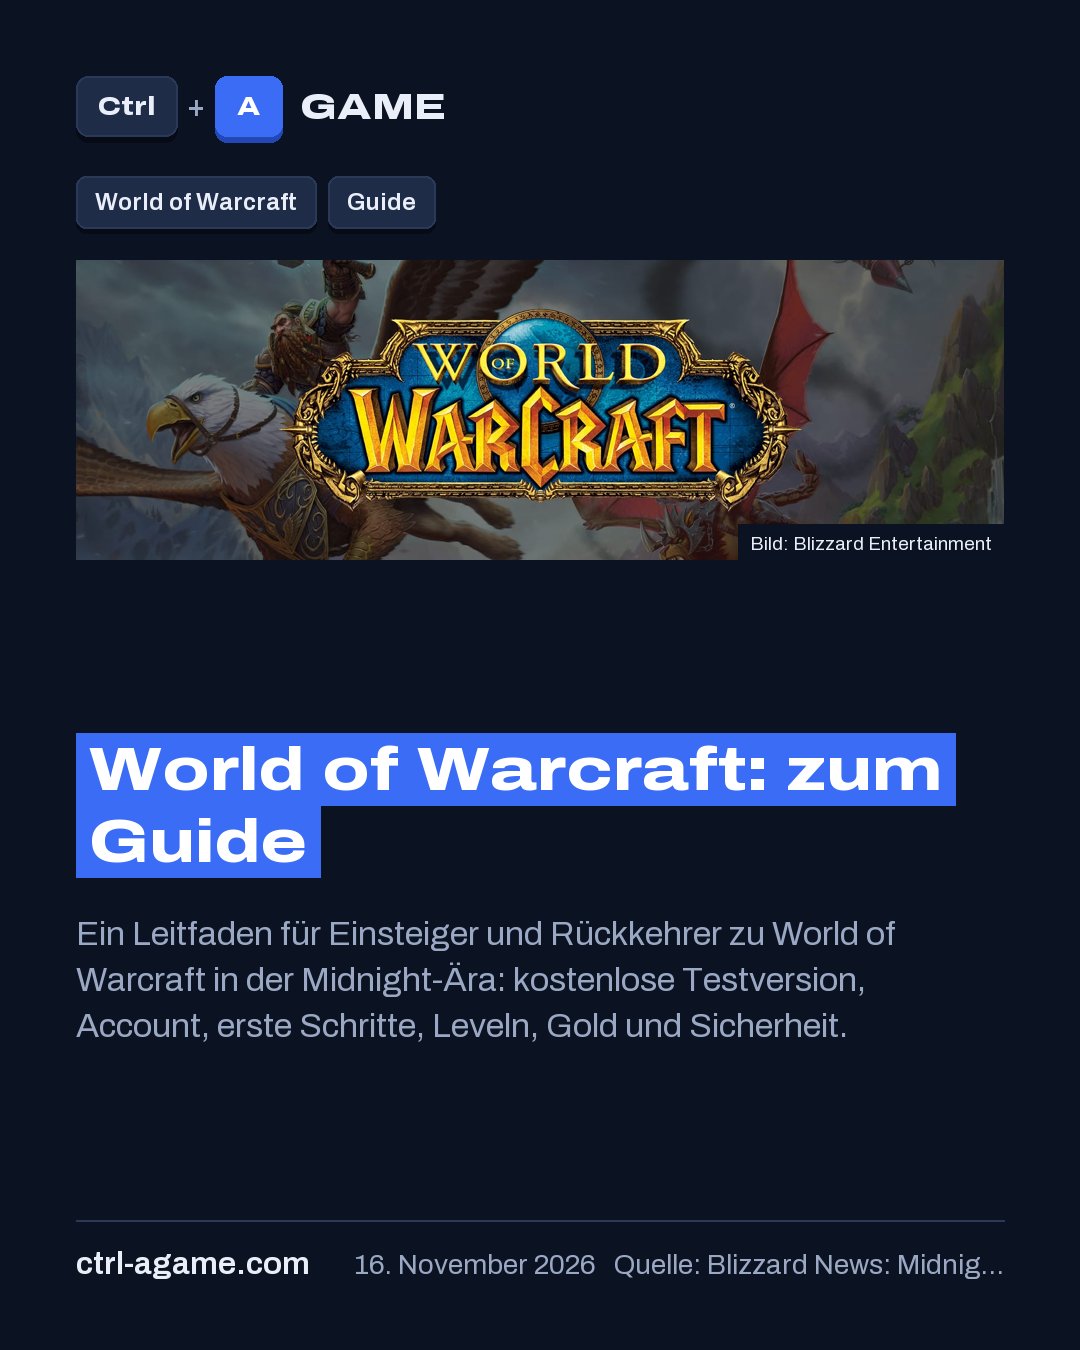 Ctrl + A GAME
World of Warcraft Guide
WORLD OF
WARCRAFT
Bild: Blizzard Entertainment
World of Warcraft: zum
Guide
Ein Leitfaden für Einsteiger und Rückkehrer zu World of
Warcraft in der Midnight-Ära: kostenlose Testversion,
Account, erste Schritte, Leveln, Gold und Sicherheit.
ctrl-agame.com 16. November 2026 Quelle: Blizzard News: Midnig...